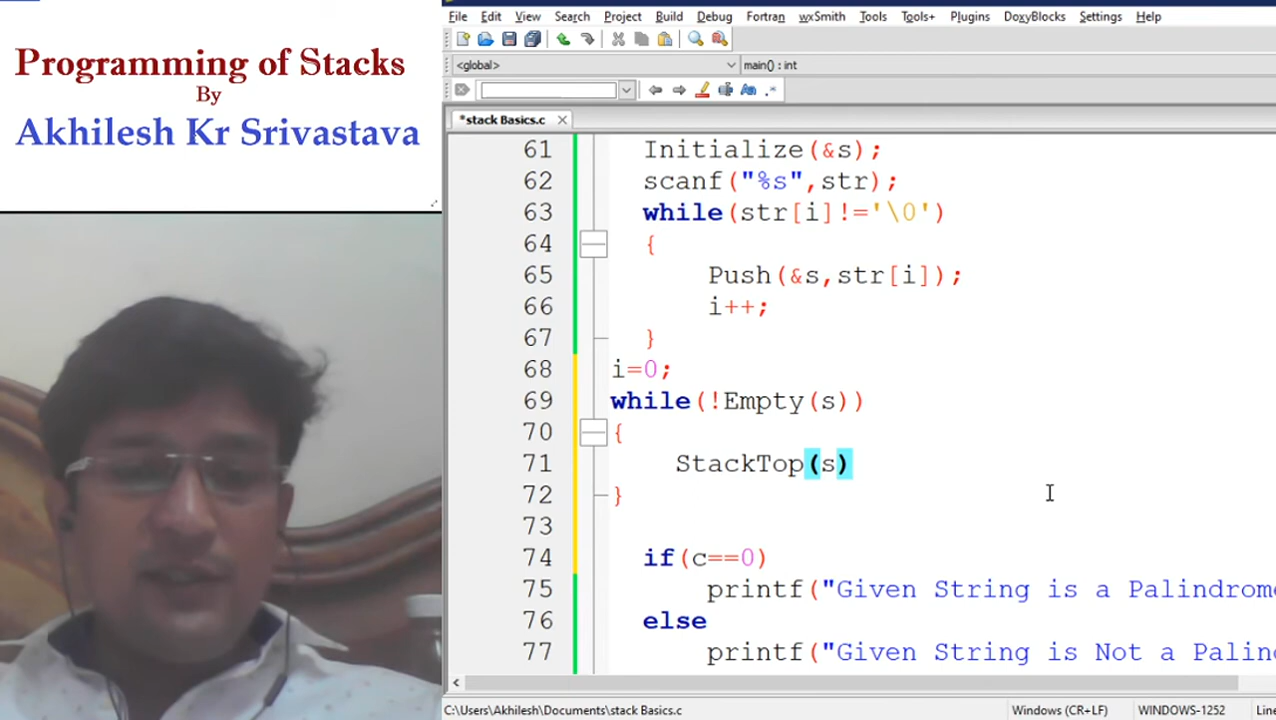 Programming of Stacks
By
Akhilesh Kr Srivastava
File Edit View Search Project Build Debug Fortran wxSmith Tools Tools+ Plugins DoxyBlocks Settings Help
<global> main() : int
*stack Basics.c
61 Initialize(&s);
62 scanf("%s",str);
63 while(str[i]!='\0')
64 {
65 Push(&s,str[i]);
66 i++;
67 }
68 i=0;
69 while(!Empty(s))
70 {
71 StackTop(s)
72 }
73
74 if(c==0)
75 printf("Given String is a Palindrome
76 else
77 printf("Given String is Not a Palin
C:\Users\Akhilesh\Documents\stack Basics.c Windows (CR+LF) WINDOWS-1252 Line